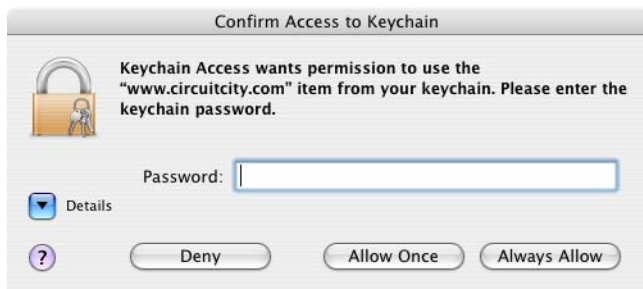 Confirm Access to Keychain
Keychain Access wants permission to use the
“www.circuitcity.com” item from your keychain. Please enter the
keychain password.
Password:
Details
?
Deny
Allow Once
Always Allow